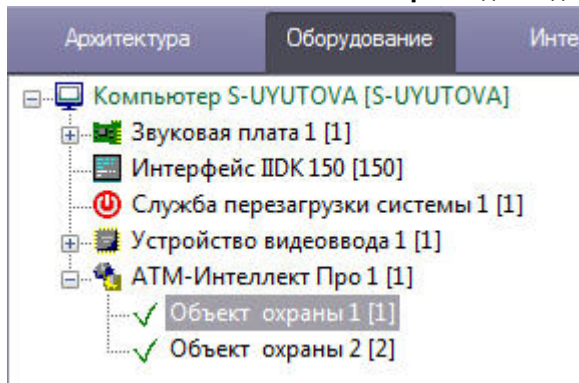 Архитектура Оборудование Инте
Компьютер S-UYUTOVA [S-UYUTOVA]
Звуковая плата 1 [1]
Интерфейс IIDK 150 [150]
Служба перезагрузки системы 1 [1]
Устройство видеоввода 1 [1]
АТМ-Интеллект Про 1 [1]
Объект охраны 1 [1]
Объект охраны 2 [2]